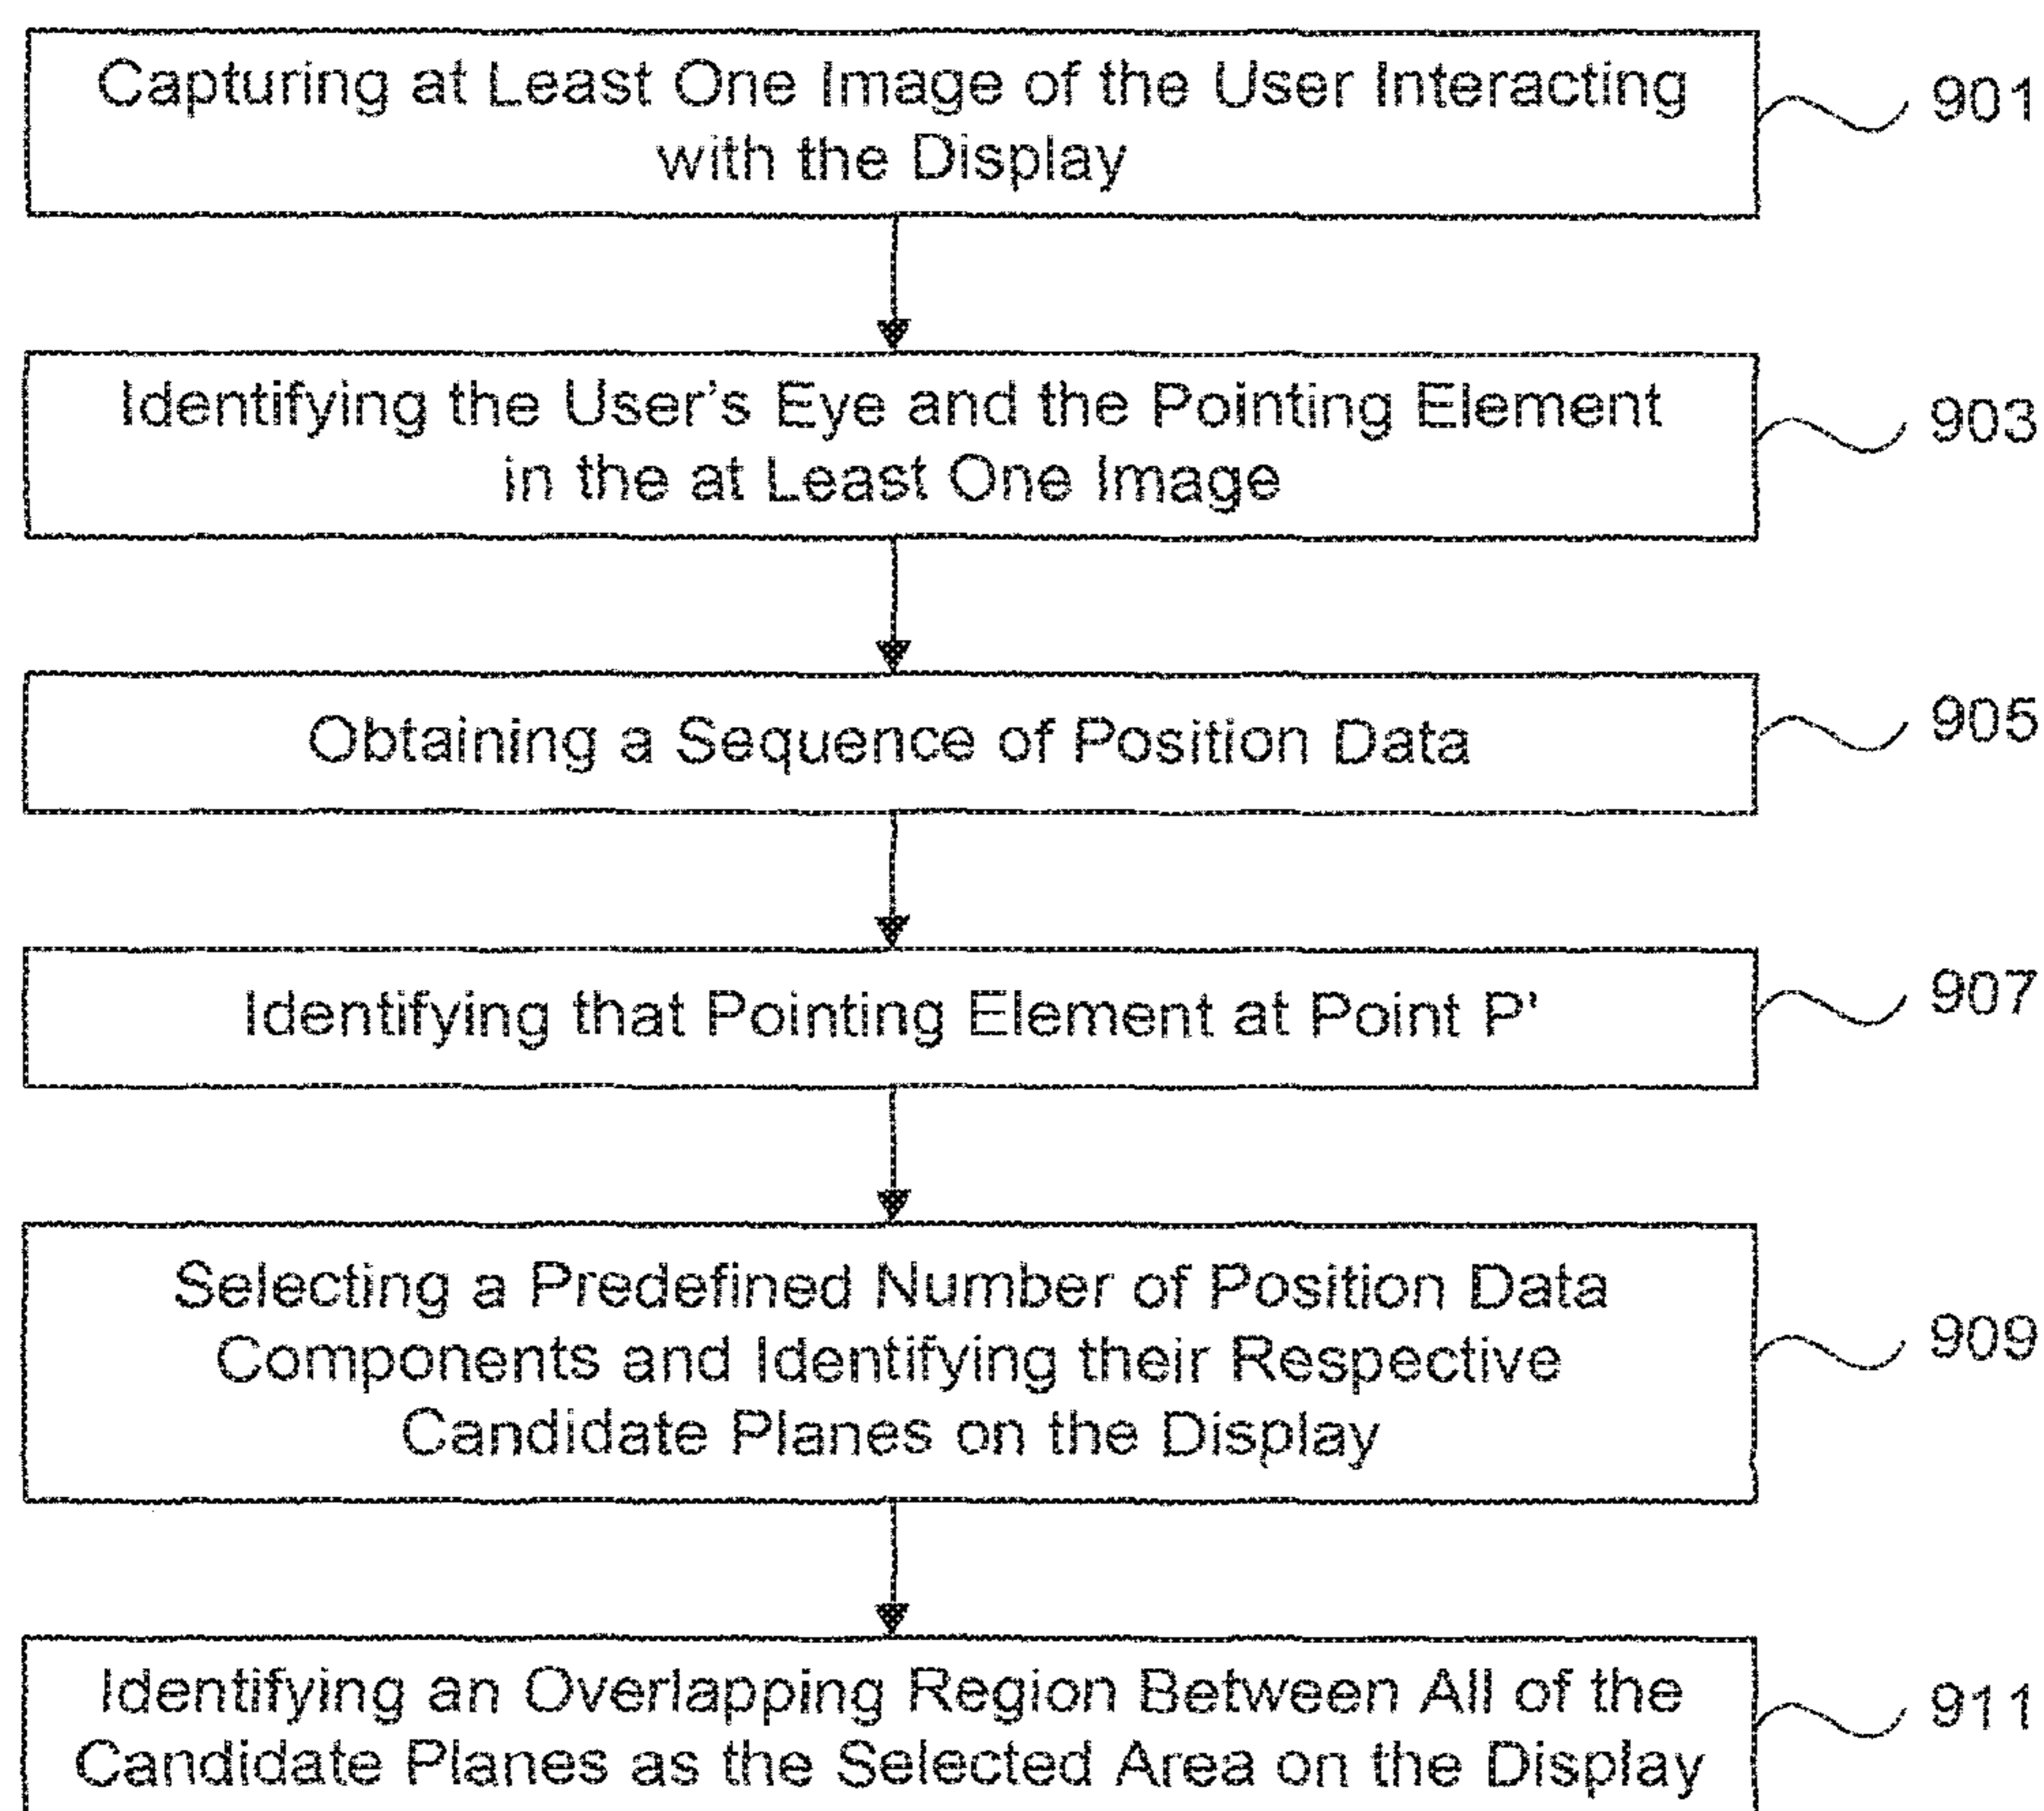 Capturing at Least One Image of the User Interacting
with the Display
901
Identifying the User's Eye and the Pointing Element
in the at Least One Image
903
Obtaining a Sequence of Position Data
905
Identifying that Pointing Element at Point P'
907
Selecting a Predefined Number of Position Data
Components and Identifying their Respective
Candidate Planes on the Display
909
Identifying an Overlapping Region Between All of the
Candidate Planes as the Selected Area on the Display
911